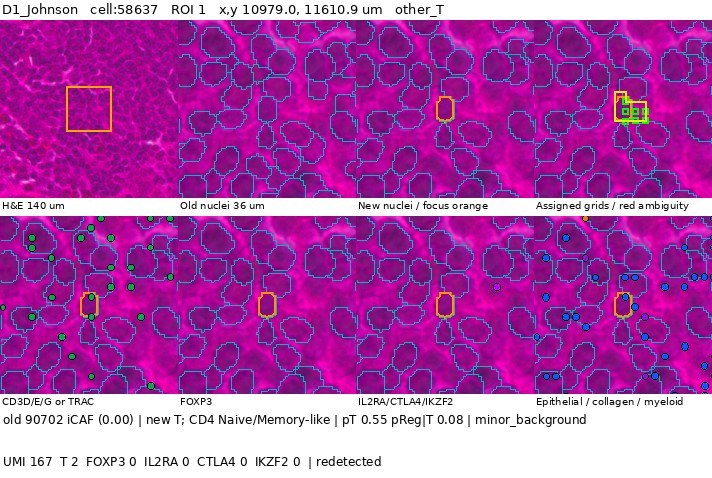 D1_Johnson   cell:58637   ROI 1   x,y 10979.0, 11610.9 um   other_T
H&E 140 um
Old nuclei 36 um
New nuclei / focus orange
Assigned grids / red ambiguity
CD3D/E/G or TRAC
FOXP3
IL2RA/CTLA4/IKZF2
Epithelial / collagen / myeloid
old 90702 iCAF (0.00) | new T; CD4 Naive/Memory-like | pT 0.55 pReg|T 0.08 | minor_background
UMI 167  T 2  FOXP3 0  IL2RA 0  CTLA4 0  IKZF2 0  | redetected